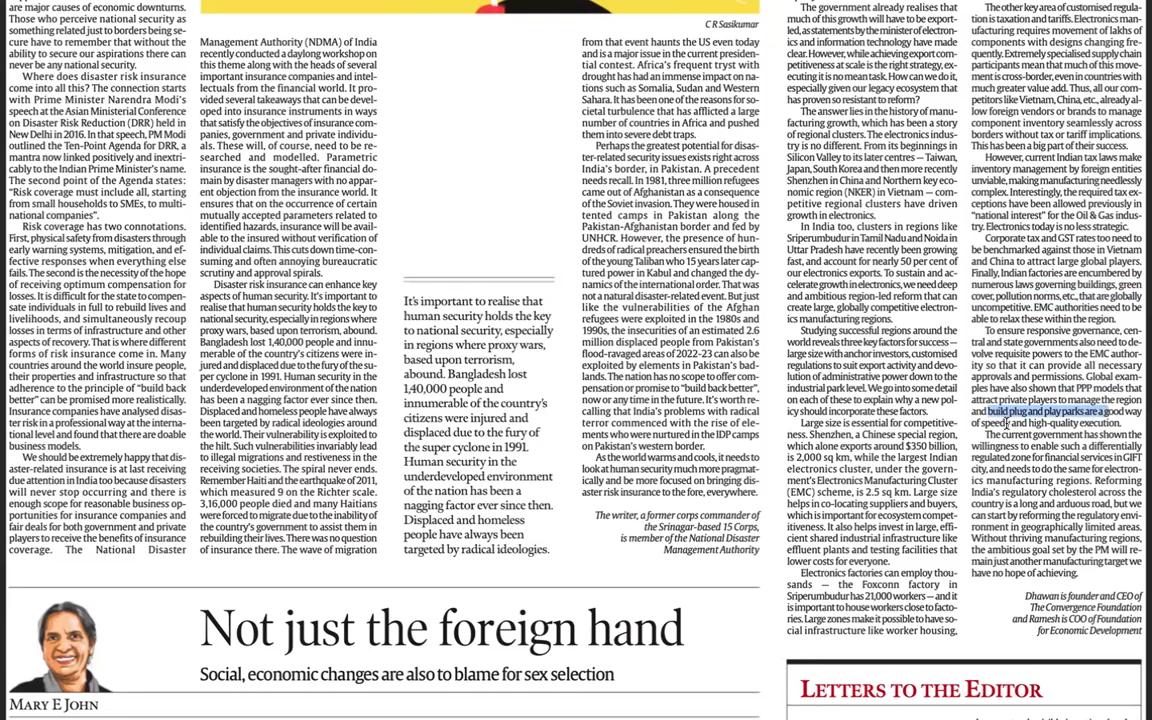 are major causes of economic downturns.
Those who perceive national security as
something related just to borders being se-
cure have to remember that without the
ability to secure our aspirations there can
never be any national security.
Where does disaster risk insurance
come into all this? The connection starts
with Prime Minister Narendra Modi's
speech at the Asian Ministerial Conference
on Disaster Risk Reduction (DRR) held in
New Delhi in 2016. In that speech, PM Modi
outlined the Ten-Point Agenda for DRR, a
mantra now linked positively and inextri-
cably to the Indian Prime Minister's name.
The second point of the Agenda states:
"Risk coverage must include all, starting
from small households to SMEs, to multi-
national companies".
Risk coverage has two connotations.
First, physical safety from disasters through
early warning systems, mitigation, and ef-
fective responses when everything else
fails. The second is the necessity of the hope
of receiving optimum compensation for
losses. It is difficult for the state to compen-
sate individuals in full to rebuild lives and
livelihoods, and simultaneously recoup
losses in terms of infrastructure and other
aspects of recovery. That is where different
forms of risk insurance come in. Many
countries around the world insure people,
their properties and infrastructure so that
adherence to the principle of "build back
better" can be promised more realistically.
Insurance companies have analysed disas-
ter risk in a professional way at the interna-
tional level and found that there are doable
business models.
We should be extremely happy that dis-
aster-related insurance is at last receiving
due attention in India too because disasters
will never stop occurring and there is
enough scope for reasonable business op-
portunities for insurance companies and
fair deals for both government and private
players to receive the benefits of insurance
coverage. The National Disaster
Management Authority (NDMA) of India
recently conducted a daylong workshop on
this theme along with the heads of several
important insurance companies and intel-
lectuals from the financial world. It pro-
vided several takeaways that can be devel-
oped into insurance instruments in ways
that satisfy the objectives of insurance com-
panies, government and private individu-
als. These will, of course, need to be re-
searched and modelled. Parametric
insurance is the sought-after financial do-
main by disaster managers with no appar-
ent objection from the insurance world. It
ensures that on the occurrence of certain
mutually accepted parameters related to
identified hazards, insurance will be avail-
able to the insured without verification of
individual claims. This cuts down time-con-
suming and often annoying bureaucratic
scrutiny and approval spirals.
Disaster risk insurance can enhance key
aspects of human security. It's important to
realise that human security holds the key to
national security, especially in regions where
proxy wars, based upon terrorism, abound.
Bangladesh lost 1,40,000 people and innu-
merable of the country's citizens were in-
jured and displaced due to the fury of the su-
per cyclone in 1991. Human security in the
underdeveloped environment of the nation
has been a nagging factor ever since then.
Displaced and homeless people have always
been targeted by radical ideologies around
the world. Their vulnerability is exploited to
the hilt. Such vulnerabilities invariably lead
to illegal migrations and restiveness in the
receiving societies. The spiral never ends.
Remember Haiti and the earthquake of 2011,
which measured 9 on the Richter scale.
3,16,000 people died and many Haitians
were forced to migrate due to the inability of
the country's government to assist them in
rebuilding their lives. There was no question
of insurance there. The wave of migration
It's important to realise that
human security holds the key
to national security, especially
in regions where proxy wars,
based upon terrorism,
abound. Bangladesh lost
1,40,000 people and
innumerable of the country's
citizens were injured and
displaced due to the fury of
the super cyclone in 1991.
Human security in the
underdeveloped environment
of the nation has been a
nagging factor ever since then.
Displaced and homeless
people have always been
targeted by radical ideologies.
C R Sasikumar
from that event haunts the US even today
and is a major issue in the current presiden-
tial contest. Africa's frequent tryst with
drought has had an immense impact on na-
tions such as Somalia, Sudan and Western
Sahara. It has been one of the reasons for so-
cietal turbulence that has afflicted a large
number of countries in Africa and pushed
them into severe debt traps.
Perhaps the greatest potential for disas-
ter-related security issues exists right across
India's border, in Pakistan. A precedent
needs recall. In 1981, three million refugees
came out of Afghanistan as a consequence
of the Soviet invasion. They were housed in
tented camps in Pakistan along the
Pakistan-Afghanistan border and fed by
UNHCR. However, the presence of hun-
dreds of radical preachers ensured the birth
of the young Taliban who 15 years later cap-
tured power in Kabul and changed the dy-
namics of the international order. That was
not a natural disaster-related event. But just
like the vulnerabilities of the Afghan
refugees were exploited in the 1980s and
1990s, the insecurities of an estimated 2.6
million displaced people from Pakistan's
flood-ravaged areas of 2022-23 can also be
exploited by elements in Pakistan's bad-
lands. The nation has no scope to offer com-
pensation or promise to "build back better",
now or any time in the future. It's worth re-
calling that India's problems with radical
terror commenced with the rise of ele-
ments who were nurtured in the IDP camps
on Pakistan's western border.
As the world warms and cools, it needs to
look at human security much more pragmat-
ically and be more focused on bringing dis-
aster risk insurance to the fore, everywhere.
The writer, a former corps commander of
the Srinagar-based 15 Corps,
is member of the National Disaster
Management Authority
The government already realises that
much of this growth will have to be export-
led, as statements by the minister of electron-
ics and information technology have made
clear. However, while achieving export com-
petitiveness at scale is the right strategy, ex-
ecuting it is no mean task. How can we do it,
especially given our legacy ecosystem that
has proven so resistant to reform?
The answer lies in the history of manu-
facturing growth, which has been a story
of regional clusters. The electronics indus-
try is no different. From its beginnings in
Silicon Valley to its later centres — Taiwan,
Japan, South Korea and then more recently
Shenzhen in China and Northern key eco-
nomic region (NKER) in Vietnam — com-
petitive regional clusters have driven
growth in electronics.
In India too, clusters in regions like
Sriperumbudur in Tamil Nadu and Noida in
Uttar Pradesh have recently been growing
fast, and account for nearly 50 per cent of
our electronics exports. To sustain and ac-
celerate growth in electronics, we need deep
and ambitious region-led reform that can
create large, globally competitive electron-
ics manufacturing regions.
Studying successful regions around the
world reveals three key factors for success —
large size with anchor investors, customised
regulations to suit export activity and devo-
lution of administrative power down to the
industrial park level. We go into some detail
on each of these to explain why a new pol-
icy should incorporate these factors.
Large size is essential for competitive-
ness. Shenzhen, a Chinese special region,
which alone exports around $350 billion,
is 2,000 sq km, while the largest Indian
electronics cluster, under the govern-
ment's Electronics Manufacturing Cluster
(EMC) scheme, is 2.5 sq km. Large size
helps in co-locating suppliers and buyers,
which is important for ecosystem compet-
itiveness. It also helps invest in large, effi-
cient shared industrial infrastructure like
effluent plants and testing facilities that
lower costs for everyone.
Electronics factories can employ thou-
sands — the Foxconn factory in
Sriperumbudur has 21,000 workers — and it
is important to house workers close to facto-
ries. Large zones make it possible to have so-
cial infrastructure like worker housing,
The other key area of customised regula-
tion is taxation and tariffs. Electronics man-
ufacturing requires movement of lakhs of
components with designs changing fre-
quently. Extremely specialised supply chain
participants mean that much of this move-
ment is cross-border, even in countries with
much greater value add. Thus, all our com-
petitors like Vietnam, China, etc., already al-
low foreign vendors or brands to manage
component inventory seamlessly across
borders without tax or tariff implications.
This has been a big part of their success.
However, current Indian tax laws make
inventory management by foreign entities
unviable, making manufacturing needlessly
complex. Interestingly, the required tax ex-
ceptions have been allowed previously in
"national interest" for the Oil & Gas indus-
try. Electronics today is no less strategic.
Corporate tax and GST rates too need to
be benchmarked against those in Vietnam
and China to attract large global players.
Finally, Indian factories are encumbered by
numerous laws governing buildings, green
cover, pollution norms, etc., that are globally
uncompetitive. EMC authorities need to be
able to relax these within the region.
To ensure responsive governance, cen-
tral and state governments also need to de-
volve requisite powers to the EMC author-
ity so that it can provide all necessary
approvals and permissions. Global exam-
ples have also shown that PPP models that
attract private players to manage the region
and build plug and play parks are a good way
of speedy and high-quality execution.
The current government has shown the
willingness to enable such a differentially
regulated zone for financial services in GIFT
city, and needs to do the same for electron-
ics manufacturing regions. Reforming
India's regulatory cholesterol across the
country is a long and arduous road, but we
can start by reforming the regulatory envi-
ronment in geographically limited areas.
Without thriving manufacturing regions,
the ambitious goal set by the PM will re-
main just another manufacturing target we
have no hope of achieving.
Dhawan is founder and CEO of
The Convergence Foundation
and Ramesh is COO of Foundation
for Economic Development
Not just the foreign hand
Social, economic changes are also to blame for sex selection
MARY E JOHN
LETTERS TO THE EDITOR